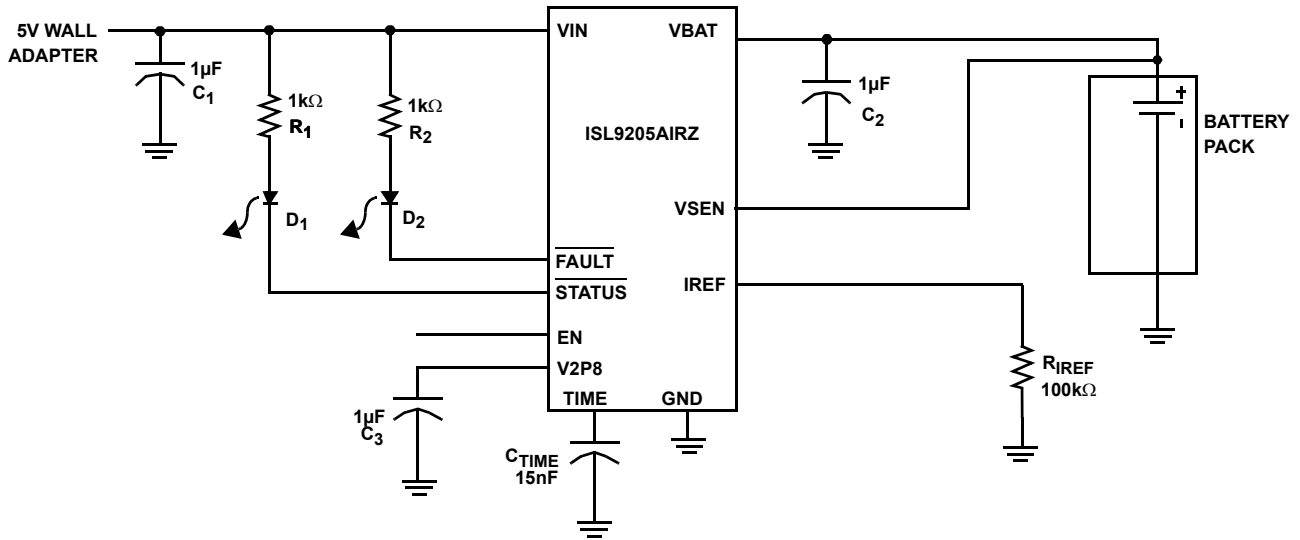 5V WALL
ADAPTER
1µF
C1
1kΩ
R1
1kΩ
R2
D1
D2
VIN
VBAT
ISL9205AIRZ
VSEN
FAULT
STATUS
IREF
EN
V2P8
TIME
GND
1µF
C2
+
-
BATTERY
PACK
RIREF
100kΩ
1µF
C3
CTIME
15nF